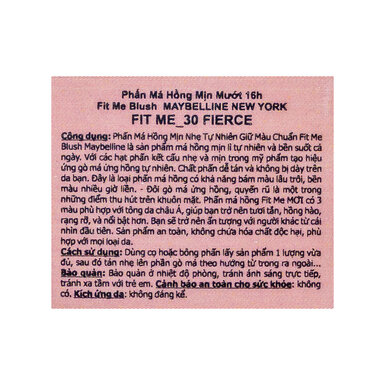 Phấn Má Hồng Mịn Mướt 16h
Fit Me Blush MAYBELLINE NEW YORK
FIT ME_30 FIERCE
Công dụng: Phấn Má Hồng Mịn Nhẹ Tự Nhiên Giữ Màu Chuẩn Fit Me
Blush Maybelline là sản phẩm má hồng mịn lì tự nhiên và bền suốt cả
ngày. Với các hạt phấn kết cấu nhẹ và mịn trong mỹ phẩm tạo hiệu
ứng gò má ửng hồng tự nhiên. Chất phấn dễ tán và không bị dày trên
da bạn. Đây là loại phấn má hồng có khả năng bám màu lâu trôi, bền
màu nhiều giờ liền. - Đôi gò má ửng hồng, quyến rũ là một trong
những điểm thu hút trên khuôn mặt. Phấn má hồng Fit Me MỚI có 3
màu phù hợp với tông da châu Á, giúp bạn trở nên tươi tắn, hồng hào,
rạng rỡ, và nổi bật hơn. Bạn sẽ trở nên ấn tượng với người khác từ cái
nhìn đầu tiên. Sản phẩm an toàn, không chứa hóa chất độc hại, phù
hợp với mọi loại da.
Cách sử dụng: Dùng cọ hoặc bông phấn lấy sản phẩm 1 lượng vừa
đủ, sau đó tán nhẹ lên phần gò má theo hướng từ trong ra ngoài...
Bảo quản: Bảo quản ở nhiệt độ phòng, tránh ánh sáng trực tiếp,
tránh xa tầm với trẻ em. Cảnh báo an toàn cho sức khỏe: không
có. Kích ứng da: không đáng kể.